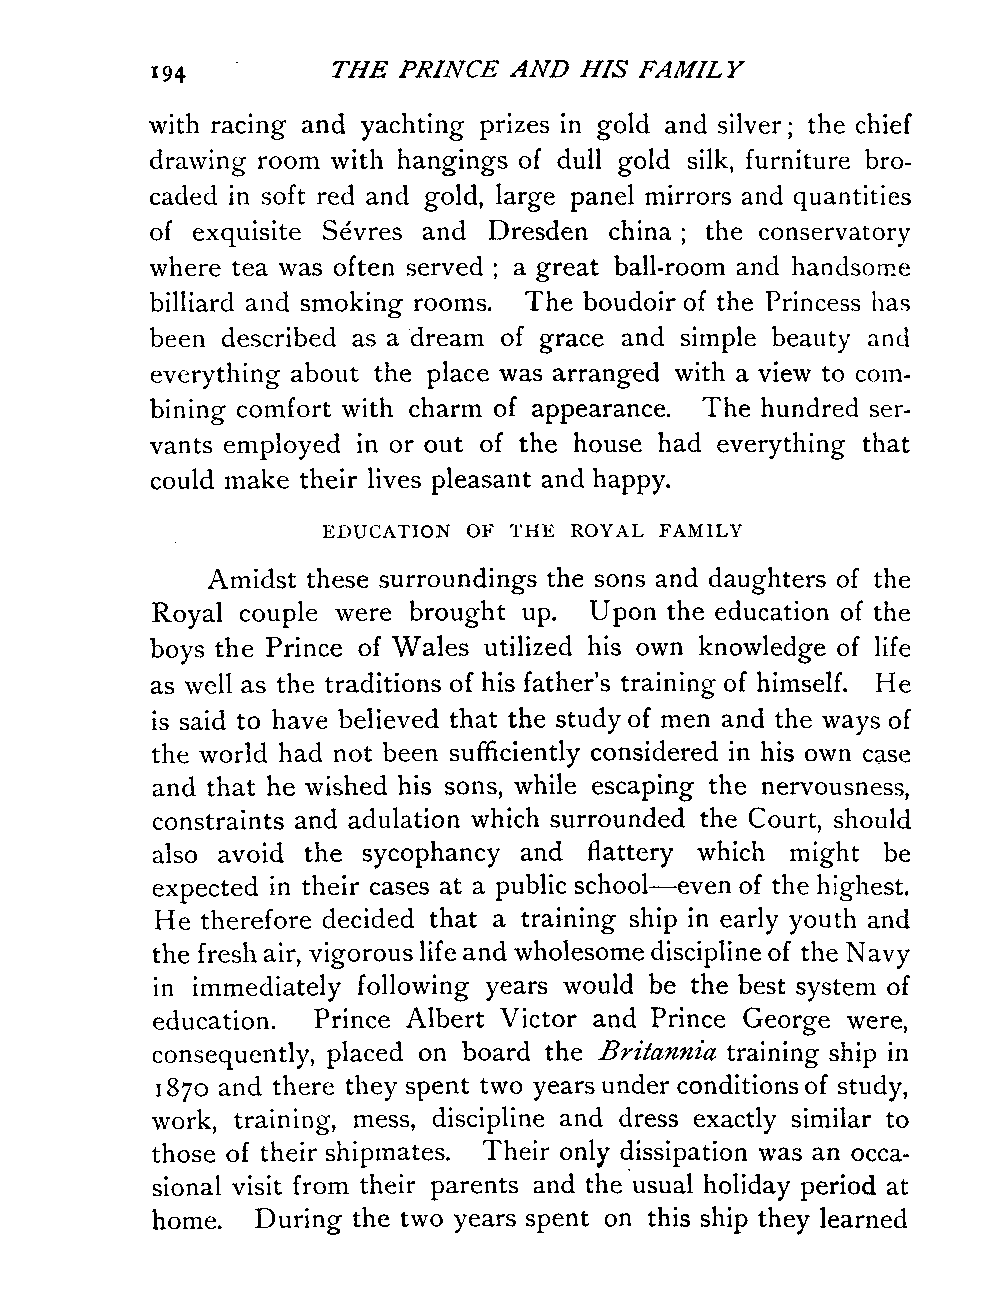 194 THE PRINCE AND HIS FAMILY
with racing and yachting prizes in gold and silver; the chief
drawing room with hangings of dull gold silk, furniture bro-
caded in soft red and gold, large panel mirrors and quantities
of exquisite Sévres and Dresden china; the conservatory
where tea was often served; a great ball-room and handsome
billiard and smoking rooms. The boudoir of the Princess has
been described as a dream of grace and simple beauty and
everything about the place was arranged with a view to com-
bining comfort with charm of appearance. The hundred ser-
vants employed in or out of the house had everything that
could make their lives pleasant and happy.
EDUCATION OF THE ROYAL FAMILY
Amidst these surroundings the sons and daughters of the
Royal couple were brought up. Upon the education of the
boys the Prince of Wales utilized his own knowledge of life
as well as the traditions of his father's training of himself. He
is said to have believed that the study of men and the ways of
the world had not been sufficiently considered in his own case
and that he wished his sons, while escaping the nervousness,
constraints and adulation which surrounded the Court, should
also avoid the sycophancy and flattery which might be
expected in their cases at a public school—even of the highest.
He therefore decided that a training ship in early youth and
the fresh air, vigorous life and wholesome discipline of the Navy
in immediately following years would be the best system of
education. Prince Albert Victor and Prince George were,
consequently, placed on board the Britannia training ship in
1870 and there they spent two years under conditions of study,
work, training, mess, discipline and dress exactly similar to
those of their shipmates. Their only dissipation was an occa-
sional visit from their parents and the usual holiday period at
home. During the two years spent on this ship they learned